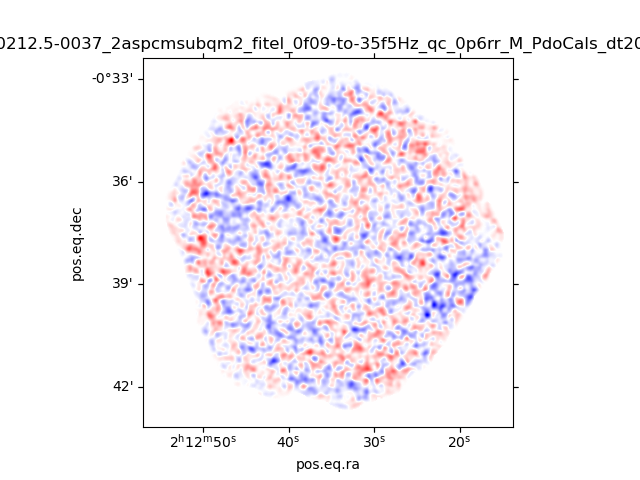 0212.5-0037_2aspcmsubqm2_fitel_0f09-to-35f5Hz_qc_0p6rr_M_PdoCals_dt20
-0°33'
36'
39'
42'
pos.eq.dec
2h12m50s 40s 30s 20s
pos.eq.ra